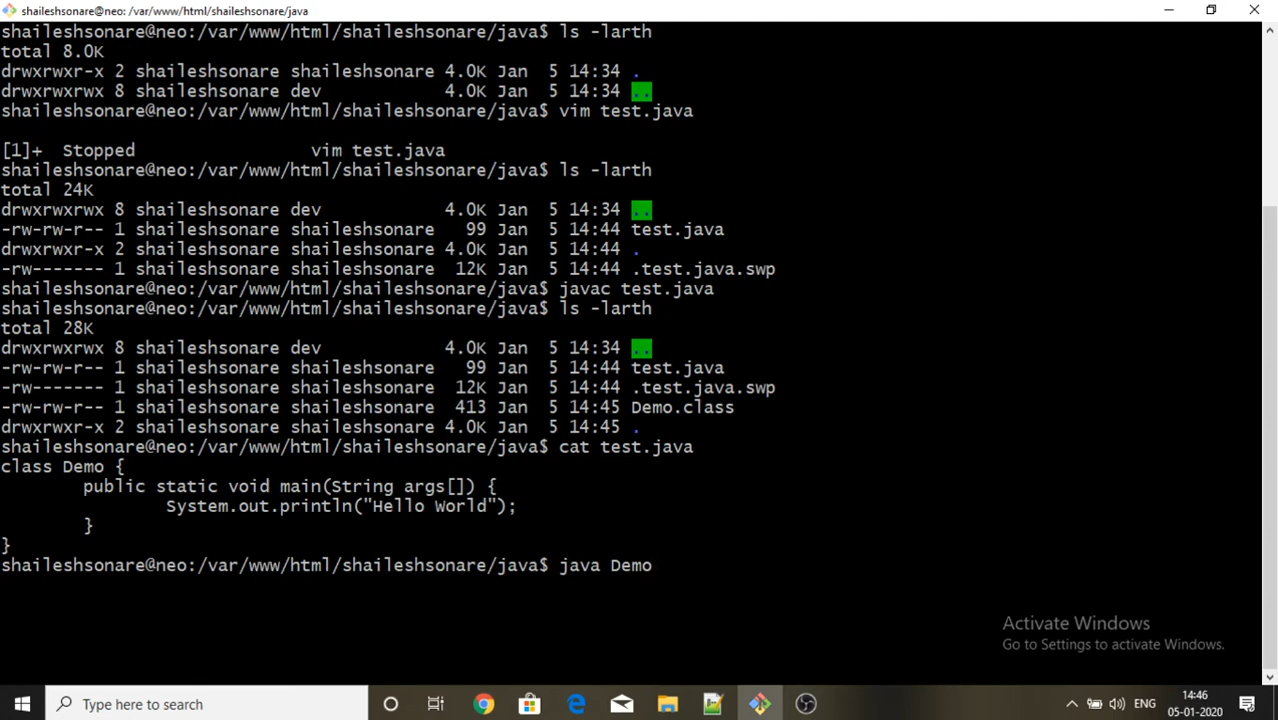 shaileshsonare@neo: /var/www/html/shaileshsonare/java
shaileshsonare@neo:/var/www/html/shaileshsonare/java$ ls -larth
total 8.0K
drwxrwxr-x 2 shaileshsonare shaileshsonare 4.0K Jan  5 14:34 .
drwxrwxrwx 8 shaileshsonare dev            4.0K Jan  5 14:34 ..
shaileshsonare@neo:/var/www/html/shaileshsonare/java$ vim test.java
[1]+  Stopped                 vim test.java
shaileshsonare@neo:/var/www/html/shaileshsonare/java$ ls -larth
total 24K
drwxrwxrwx 8 shaileshsonare dev            4.0K Jan  5 14:34 ..
-rw-rw-r-- 1 shaileshsonare shaileshsonare   99 Jan  5 14:44 test.java
drwxrwxr-x 2 shaileshsonare shaileshsonare 4.0K Jan  5 14:44 .
-rw------- 1 shaileshsonare shaileshsonare  12K Jan  5 14:44 .test.java.swp
shaileshsonare@neo:/var/www/html/shaileshsonare/java$ javac test.java
shaileshsonare@neo:/var/www/html/shaileshsonare/java$ ls -larth
total 28K
drwxrwxrwx 8 shaileshsonare dev            4.0K Jan  5 14:34 ..
-rw-rw-r-- 1 shaileshsonare shaileshsonare   99 Jan  5 14:44 test.java
-rw------- 1 shaileshsonare shaileshsonare  12K Jan  5 14:44 .test.java.swp
-rw-rw-r-- 1 shaileshsonare shaileshsonare  413 Jan  5 14:45 Demo.class
drwxrwxr-x 2 shaileshsonare shaileshsonare 4.0K Jan  5 14:45 .
shaileshsonare@neo:/var/www/html/shaileshsonare/java$ cat test.java
class Demo {
        public static void main(String args[]) {
                System.out.println("Hello World");
        }
}
shaileshsonare@neo:/var/www/html/shaileshsonare/java$ java Demo
Activate Windows
Go to Settings to activate Windows.
Type here to search
ENG
14:46
05-01-2020